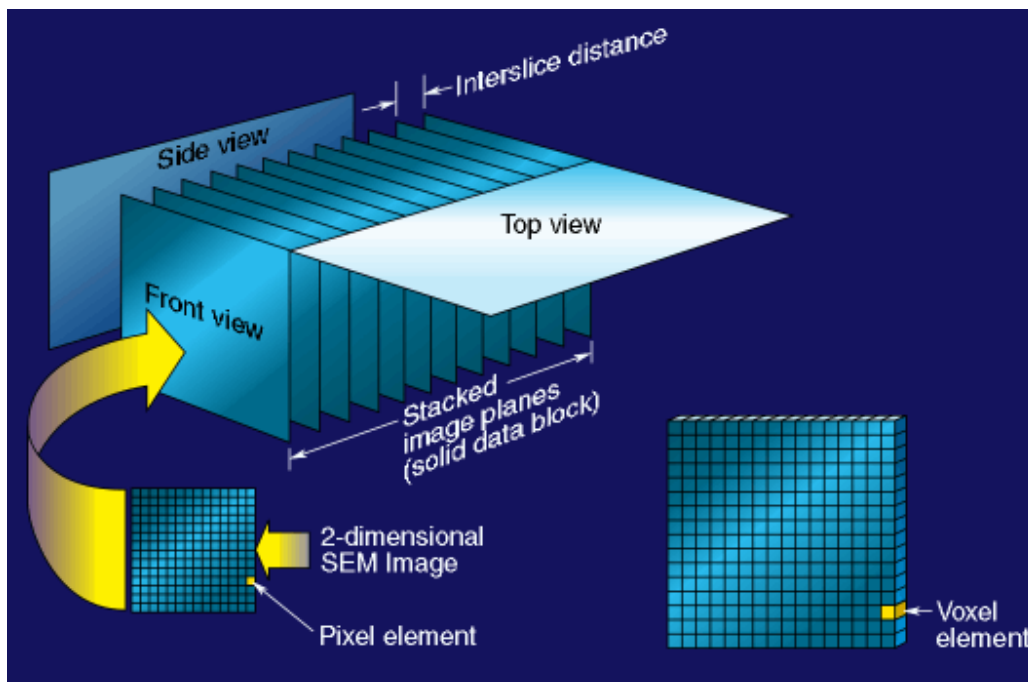 Interslice distance
Side view
Top view
Front view
Stacked
image planes
(solid data block)
2-dimensional
SEM Image
Pixel element
Voxel
element